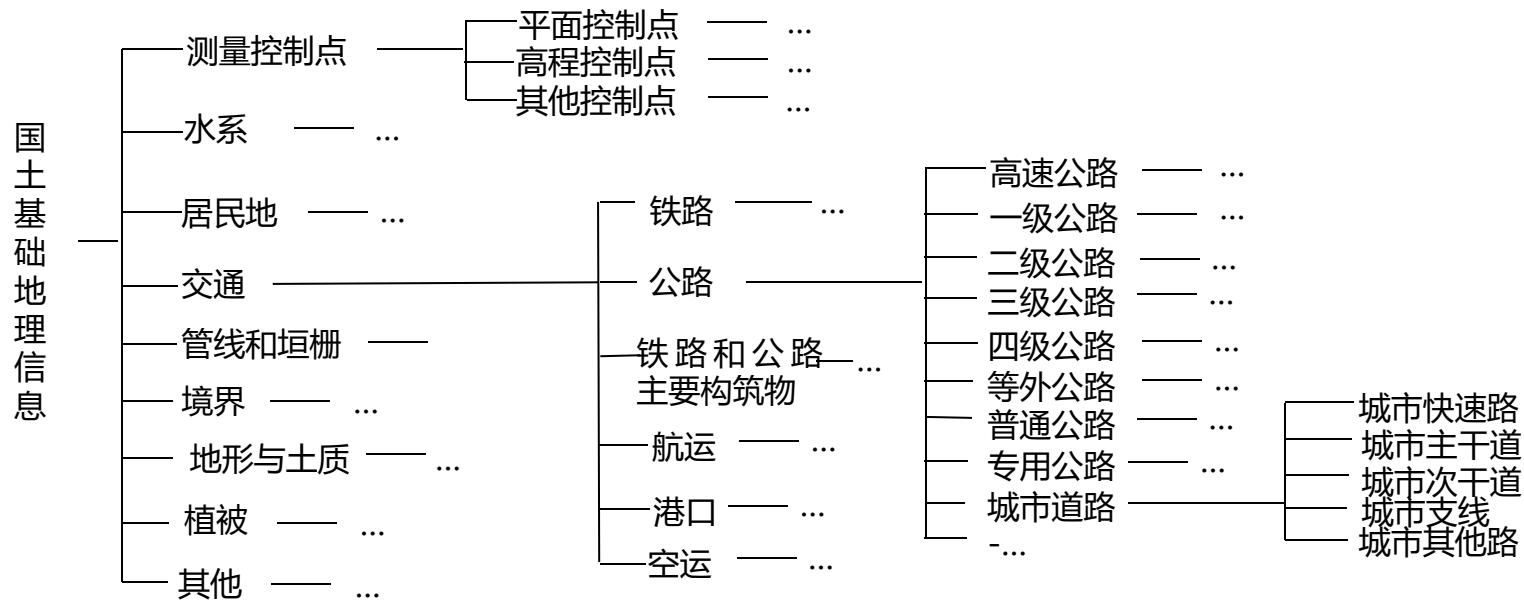 国土基础地理信息
测量控制点
平面控制点
...
高程控制点
...
其他控制点
...
水系
...
居民地
...
交通
铁路
...
公路
高速公路
...
一级公路
...
二级公路
...
三级公路
...
四级公路
...
等外公路
...
普通公路
...
专用公路
...
城市道路
城市快速路
城市主干道
城市次干道
城市支线
城市其他路
-...
铁路和公路
主要构筑物
...
航运
...
港口
...
空运
...
管线和垣栅
境界
...
地形与土质
...
植被
...
其他
...